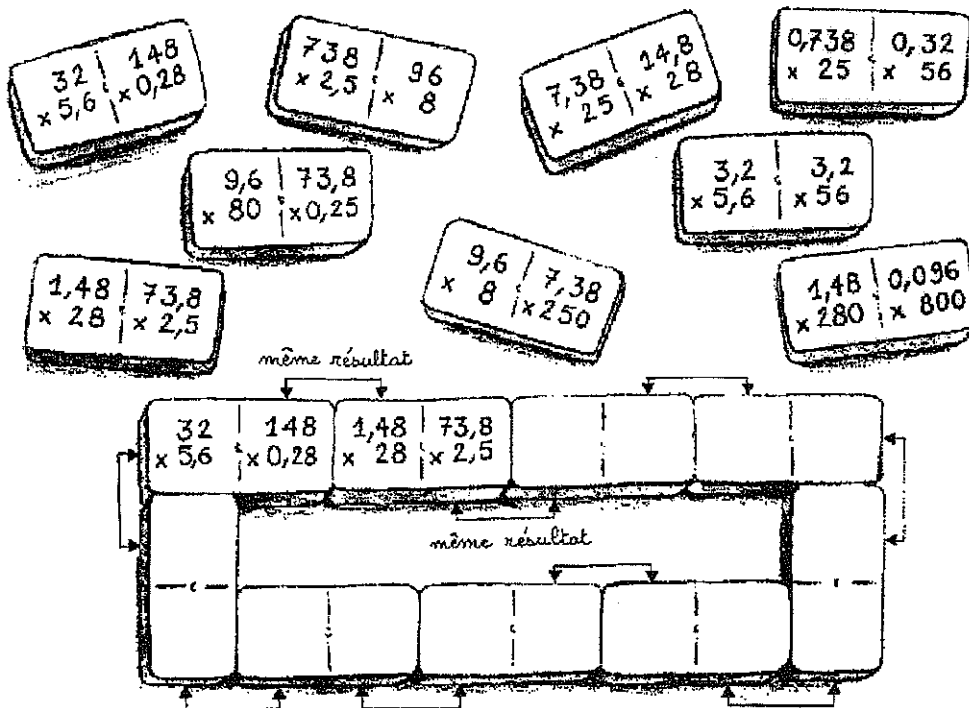 32 148
× 5,6 × 0,28
738 96
× 2,5 × 8
7,38 14,8
× 25 × 28
0,738 0,32
× 25 × 56
9,6 73,8
× 80 × 0,25
3,2 3,2
× 5,6 × 56
1,48 73,8
× 28 × 2,5
9,6 7,38
× 8 × 250
1,48 0,096
× 280 × 800
même résultat
32 148 1,48 73,8
× 5,6 × 0,28 × 28 × 2,5
même résultat